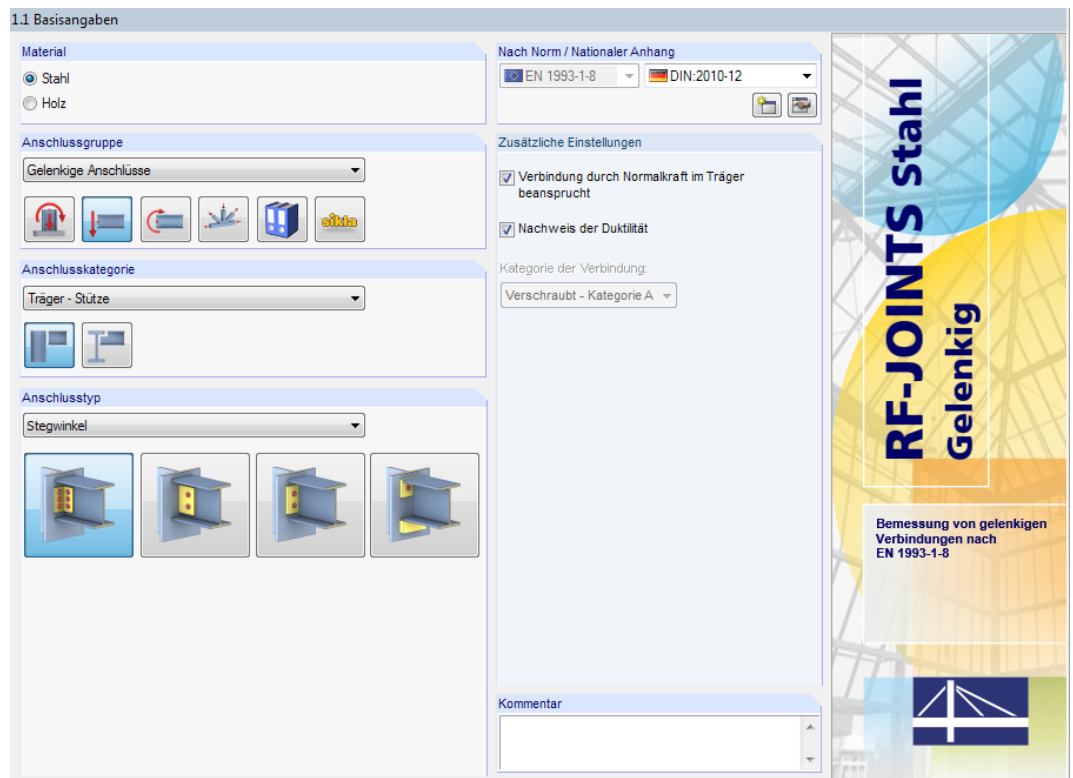 1.1 Basisangaben
Material
Stahl
Holz
Anschlussgruppe
Gelenkige Anschlüsse
sikla
Anschlusskategorie
Träger - Stütze
Anschlusstyp
Stegwinkel
Nach Norm / Nationaler Anhang
EN 1993-1-8
DIN:2010-12
Zusätzliche Einstellungen
Verbindung durch Normalkraft im Träger
beansprucht
Nachweis der Duktilität
Kategorie der Verbindung:
Verschraubt - Kategorie A
Kommentar
RF-JOINTS Stahl
Gelenkig
Bemessung von gelenkigen
Verbindungen nach
EN 1993-1-8